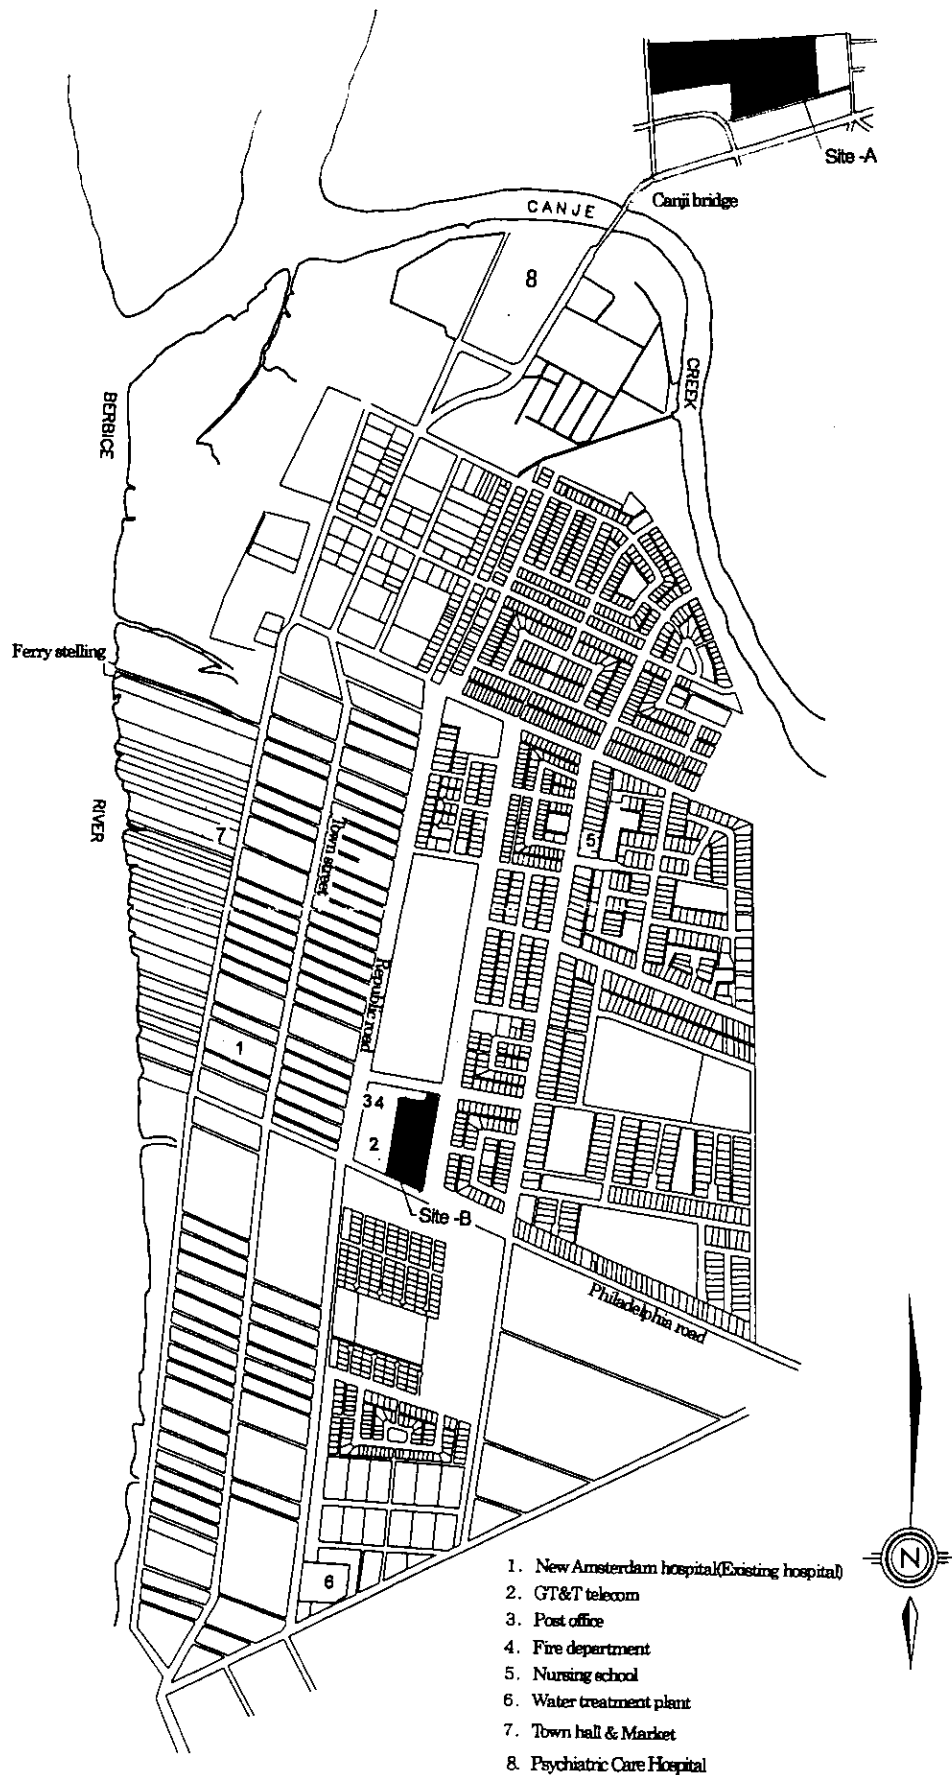 Site -A
Canji bridge
CANJE
8
CREEK
BERBICE
Ferry stelling
RIVER
7
Town street
5
Republic road
1
3 4
2
Site -B
Philadelphia road
6
N
1. New Amsterdam hospital(Existing hospital)
2. GT&T telecom
3. Post office
4. Fire department
5. Nursing school
6. Water treatment plant
7. Town hall & Market
8. Psychiatric Care Hospital